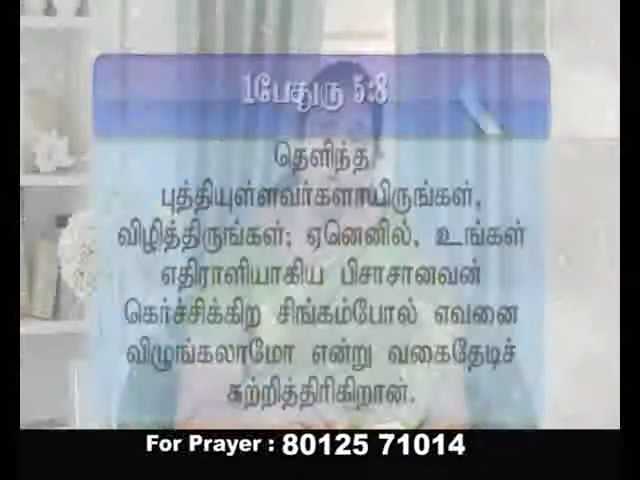 1பேதுரு 5:8
தெளிந்த
புத்தியுள்ளவர்களாயிருங்கள்,
விழித்திருங்கள்; ஏனெனில், உங்கள்
எதிராளியாகிய பிசாசானவன்
கெர்ச்சிக்கிற சிங்கம்போல் எவனை
விழுங்கலாமோ என்று வகைதேடிச்
சுற்றித்திரிகிறான்.
For Prayer : 80125 71014